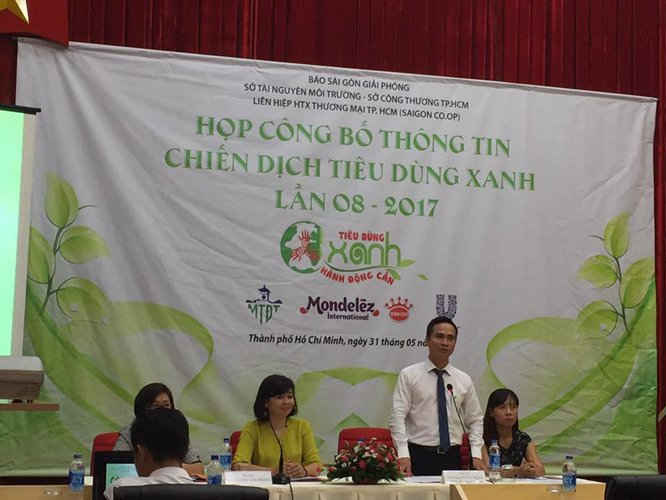 BÁO SÀI GÒN GIẢI PHÓNG
SỞ TÀI NGUYÊN MÔI TRƯỜNG - SỞ CÔNG THƯƠNG TP.HCM
LIÊN HIỆP HTX THƯƠNG MẠI TP. HCM (SAIGON CO.OP)
HỌP CÔNG BỐ THÔNG TIN
CHIẾN DỊCH TIÊU DÙNG XANH
LẦN 08 - 2017
TIÊU DÙNG
xanh
HÀNH ĐỘNG CẦN
MTĐT
Mondelēz
International
Thành phố Hồ Chí Minh, ngày 31 tháng 05